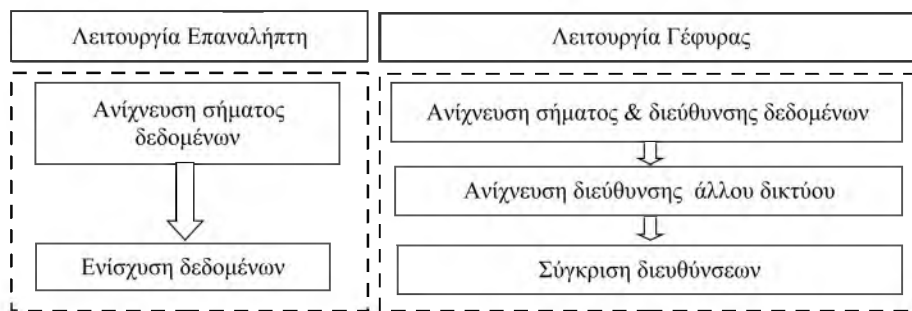 Λειτουργία Επαναλήπτη
Ανίχνευση σήματος
δεδομένων
Ενίσχυση δεδομένων
Λειτουργία Γέφυρας
Ανίχνευση σήματος & διεύθυνσης δεδομένων
Ανίχνευση διεύθυνσης άλλου δικτύου
Σύγκριση διευθύνσεων